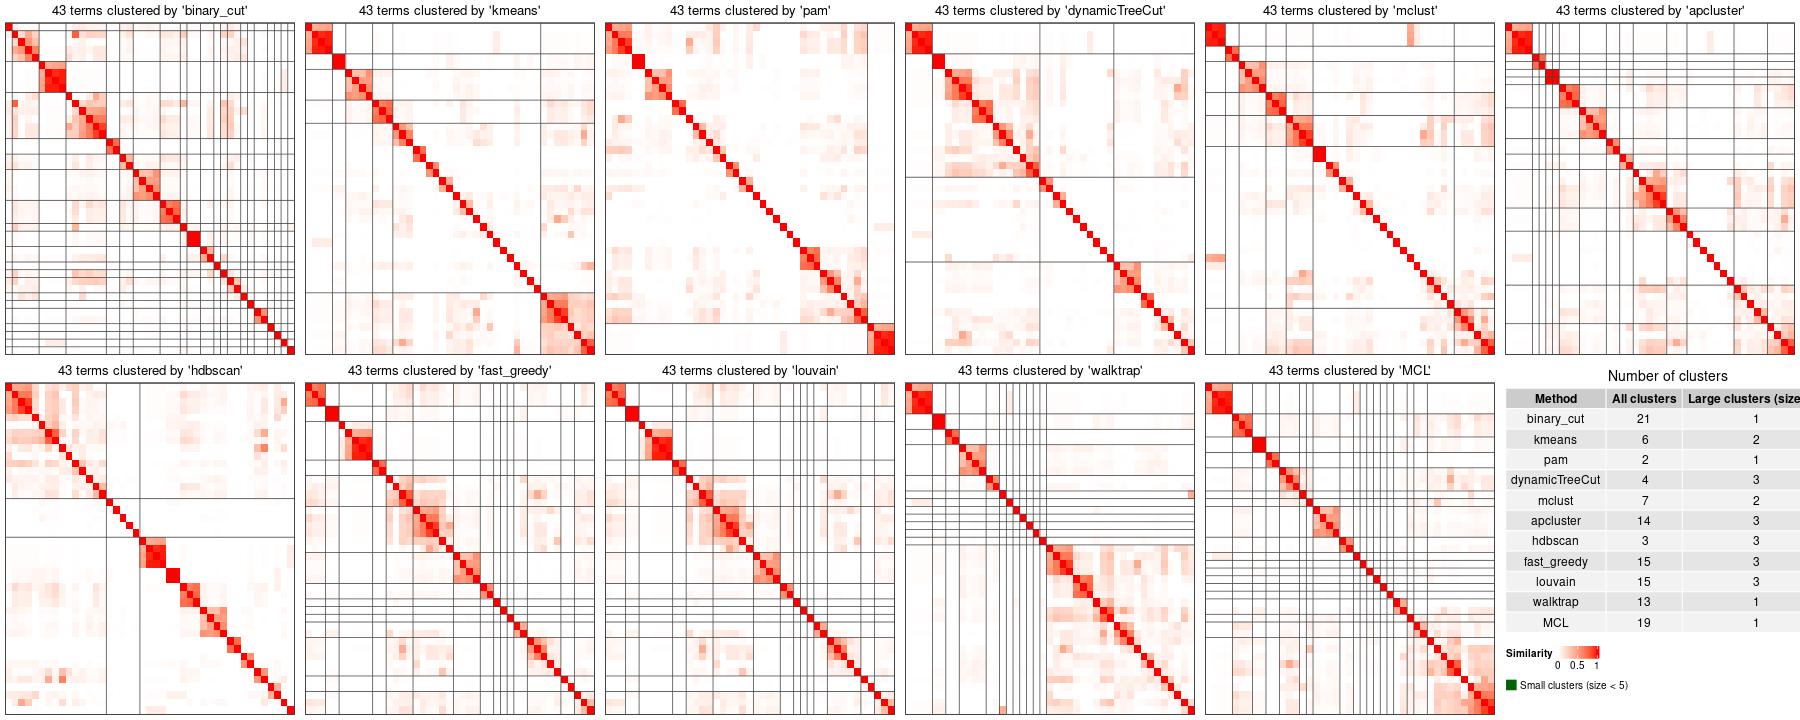 43 terms clustered by 'binary_cut'
43 terms clustered by 'kmeans'
43 terms clustered by 'pam'
43 terms clustered by 'dynamicTreeCut'
43 terms clustered by 'mclust'
43 terms clustered by 'apcluster'
43 terms clustered by 'hdbscan'
43 terms clustered by 'fast_greedy'
43 terms clustered by 'louvain'
43 terms clustered by 'walktrap'
43 terms clustered by 'MCL'
Number of clusters
Method All clusters Large clusters (size
binary_cut 21 1
kmeans 6 2
pam 2 1
dynamicTreeCut 4 3
mclust 7 2
apcluster 14 3
hdbscan 3 3
fast_greedy 15 3
louvain 15 3
walktrap 13 1
MCL 19 1
Similarity
0 0.5 1
Small clusters (size < 5)